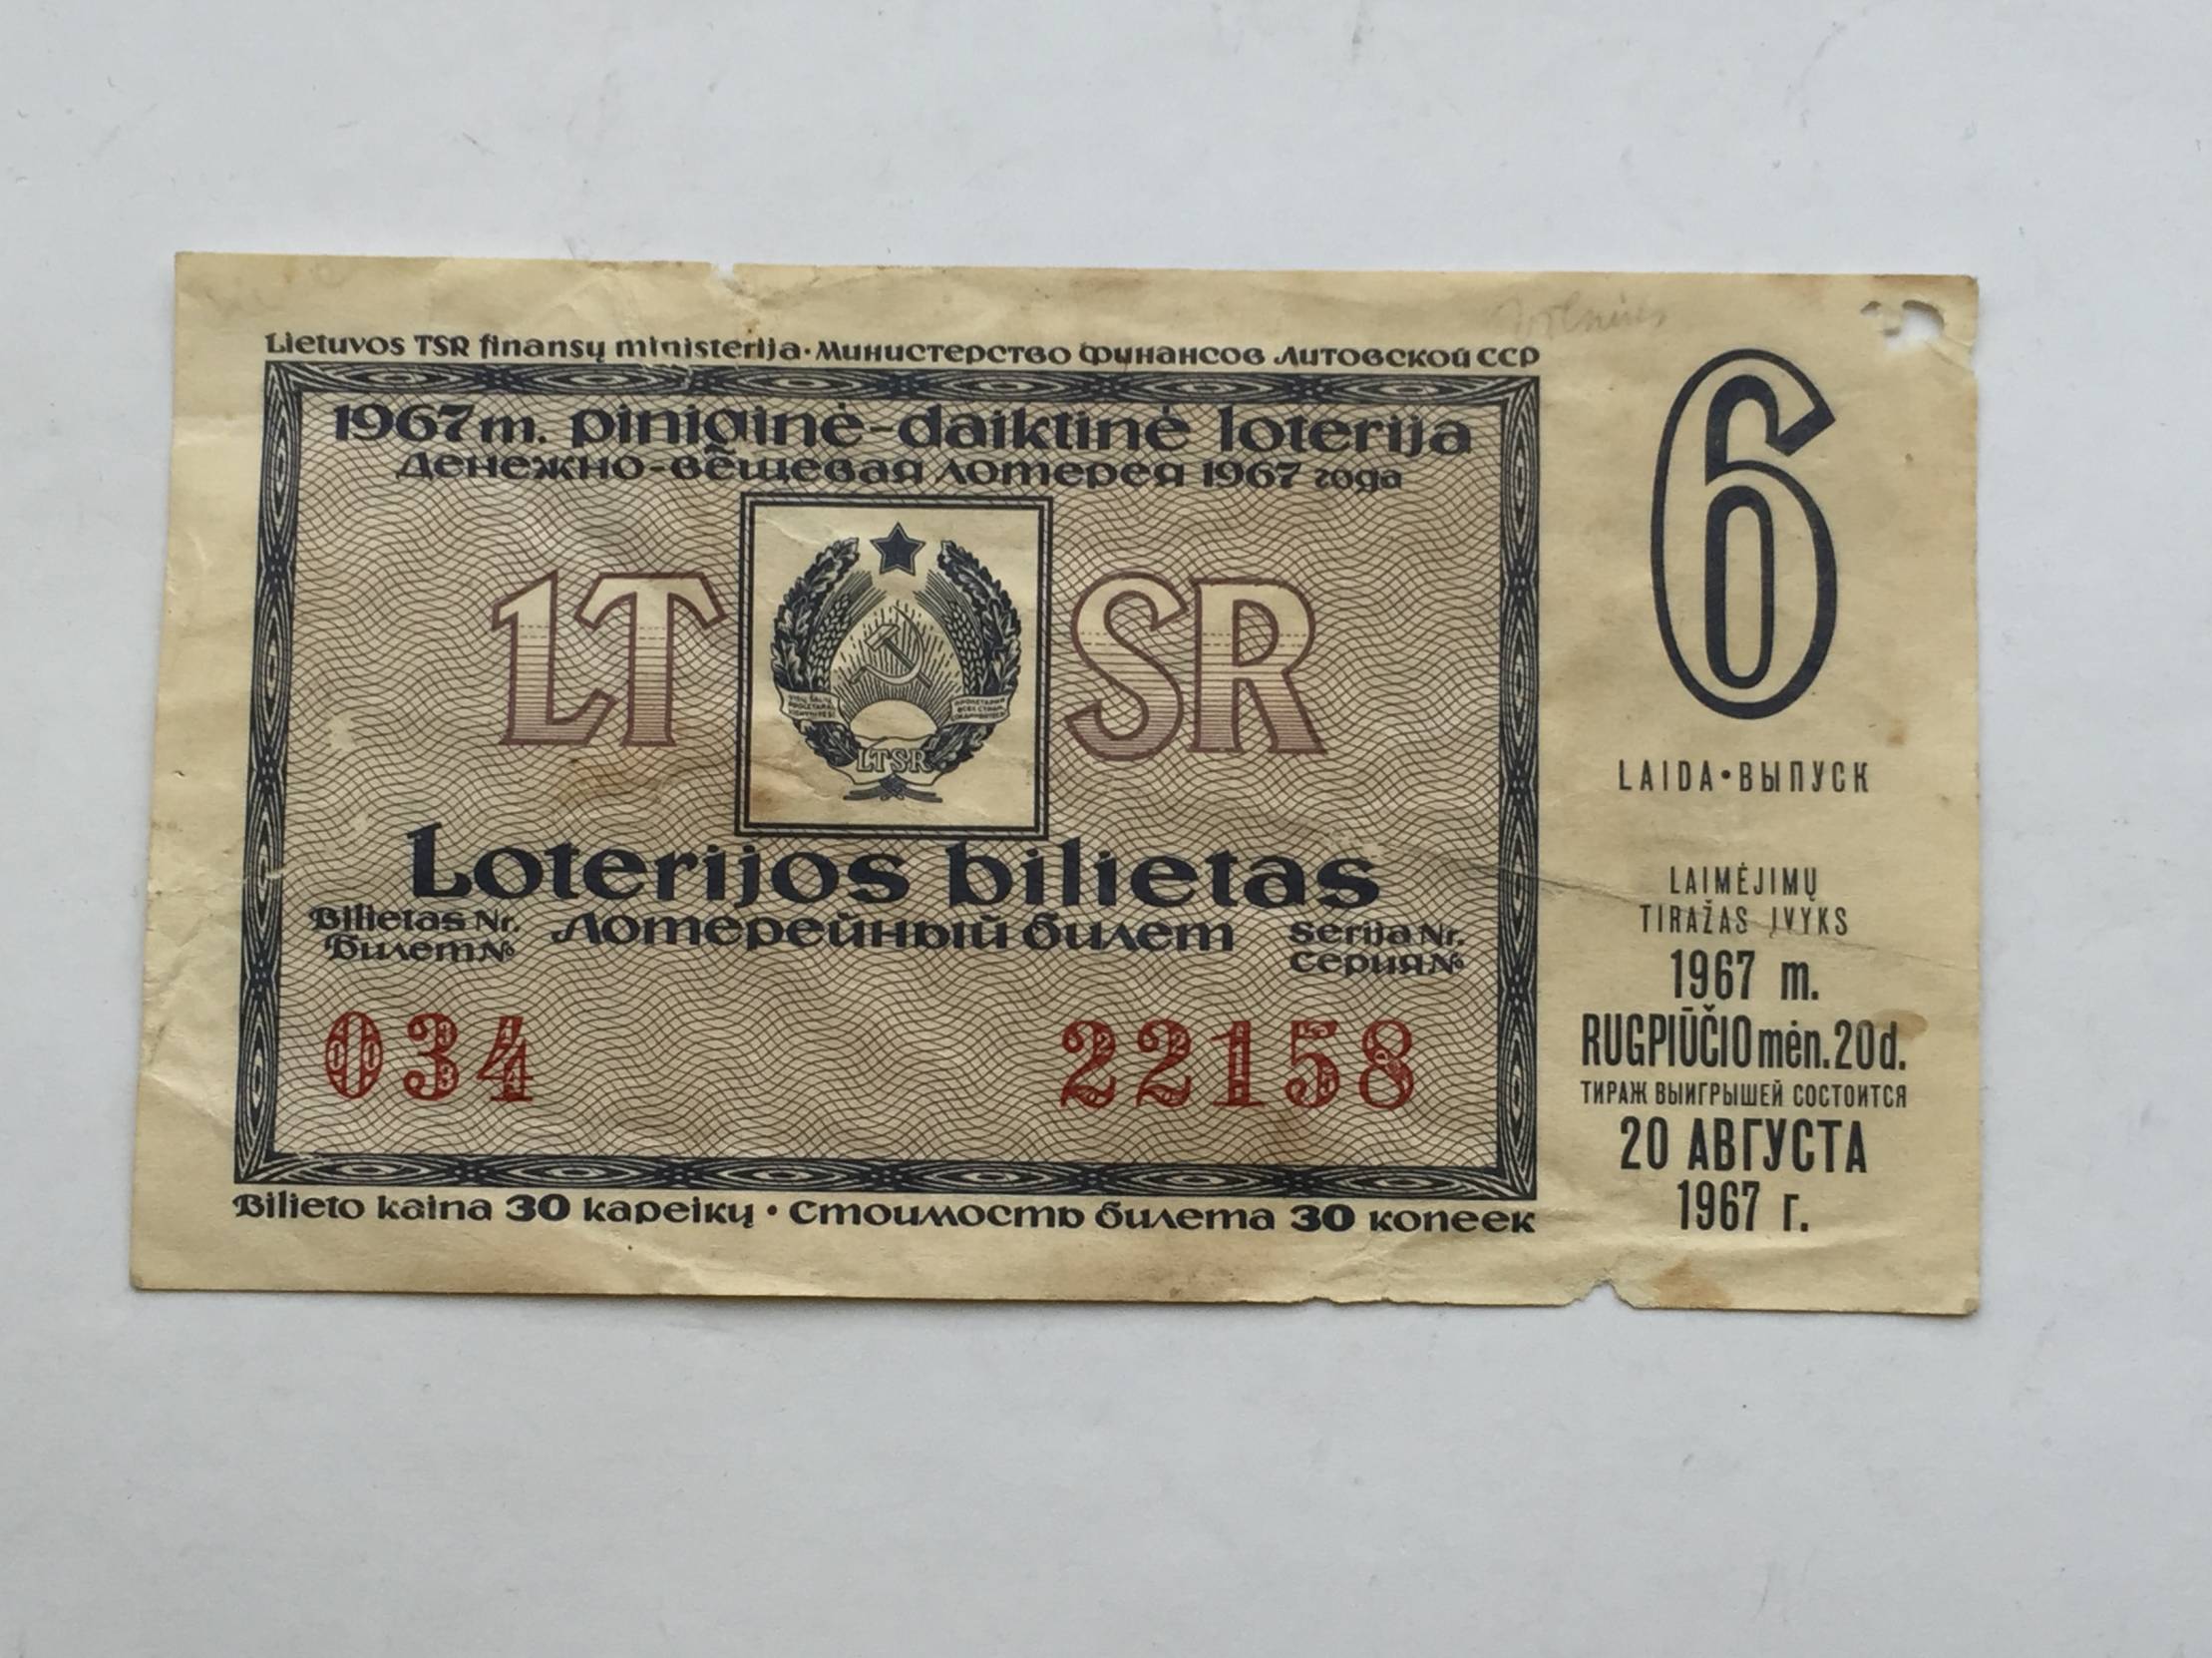 Lietuvos TSR finansų ministerija · Министерство финансов Литовской ССР
1967 m. piniginė-daiktinė loterija
Денежно-вещевая лотерея 1967 года
LT SR
LTSR
Loterijos bilietas
Лотерейный билет
Bilietas Nr.
Билет №
Serija Nr.
Серия №
034 22158
Bilieto kaina 30 kapeikų • Стоимость билета 30 копеек
6
LAIDA • ВЫПУСК
LAIMĖJIMŲ
TIRAŽAS ĮVYKS
1967 m.
RUGPIŪČIO mėn. 20 d.
ТИРАЖ ВЫИГРЫШЕЙ СОСТОИТСЯ
20 АВГУСТА
1967 г.